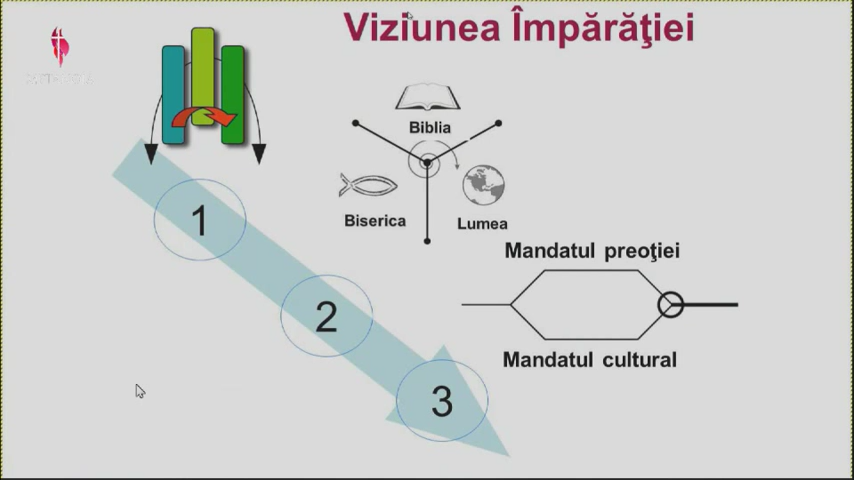 Viziunea Împărăţiei
Biblia
Biserica
Lumea
Mandatul preoţiei
Mandatul cultural
1
2
3